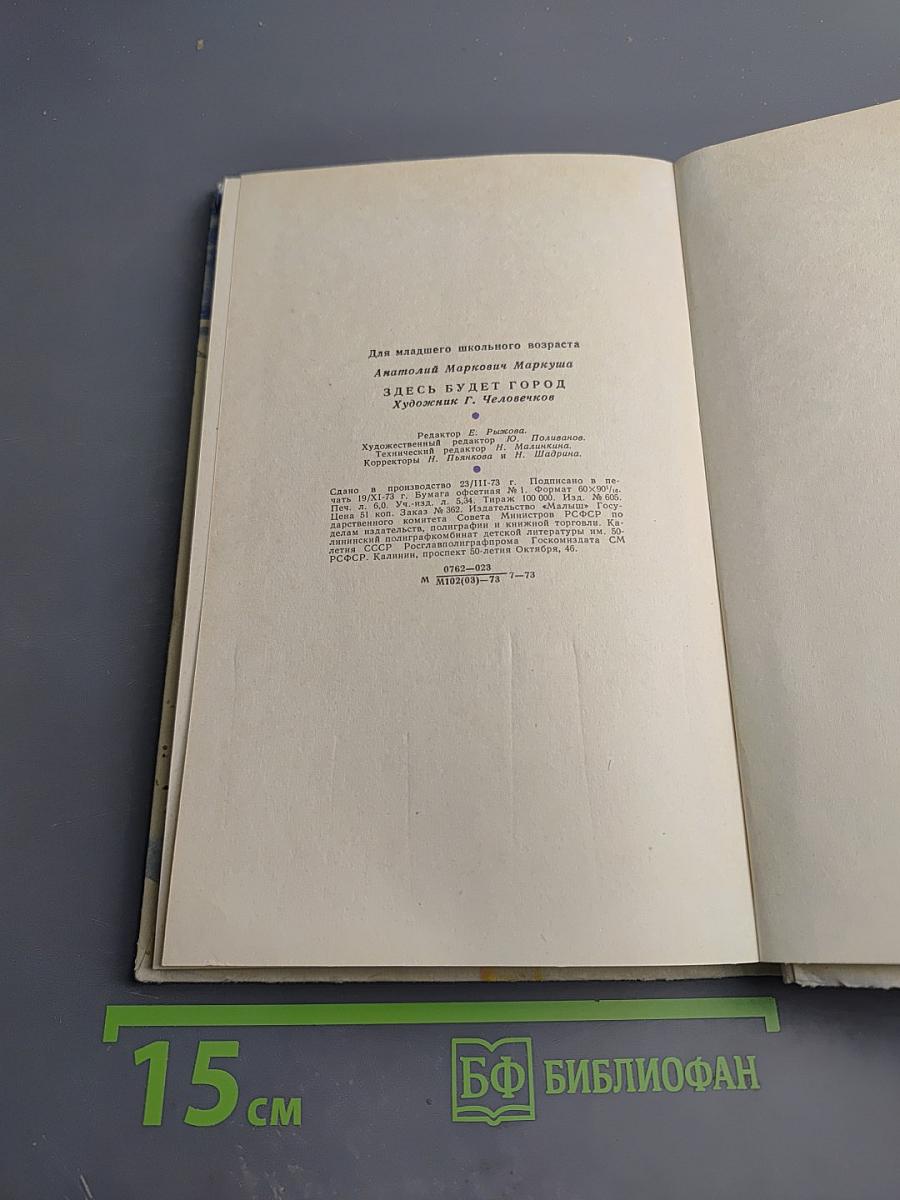 Для младшего школьного возраста
Анатолий Маркович Маркуша
ЗДЕСЬ БУДЕТ ГОРОД
Художник Г. Человечков
Редактор Е. Рыжова.
Художественный редактор Ю. Поливанов.
Технический редактор Н. Малинкина.
Корректоры Н. Пьянкова и Н. Шадрина.
Сдано в производство 23/III-73 г. Подписано в пе-
чать 19/XI-73 г. Бумага офсетная № 1. Формат 60×90¹/₁₆.
Печ. л. 6,0. Уч.-изд. л. 5,34. Тираж 100 000. Изд. № 605.
Цена 51 коп. Заказ № 362. Издательство «Малыш» Госу-
дарственного комитета Совета Министров РСФСР по
делам издательств, полиграфии и книжной торговли. Ка-
лининский полиграфкомбинат детской литературы им. 50-
летия СССР Росглавполиграфпрома Госкомиздата СМ
РСФСР. Калинин, проспект 50-летия Октября, 46.
0762—023
М М102(03)—73 7—73
15 см
БФ БИБЛИОФАН